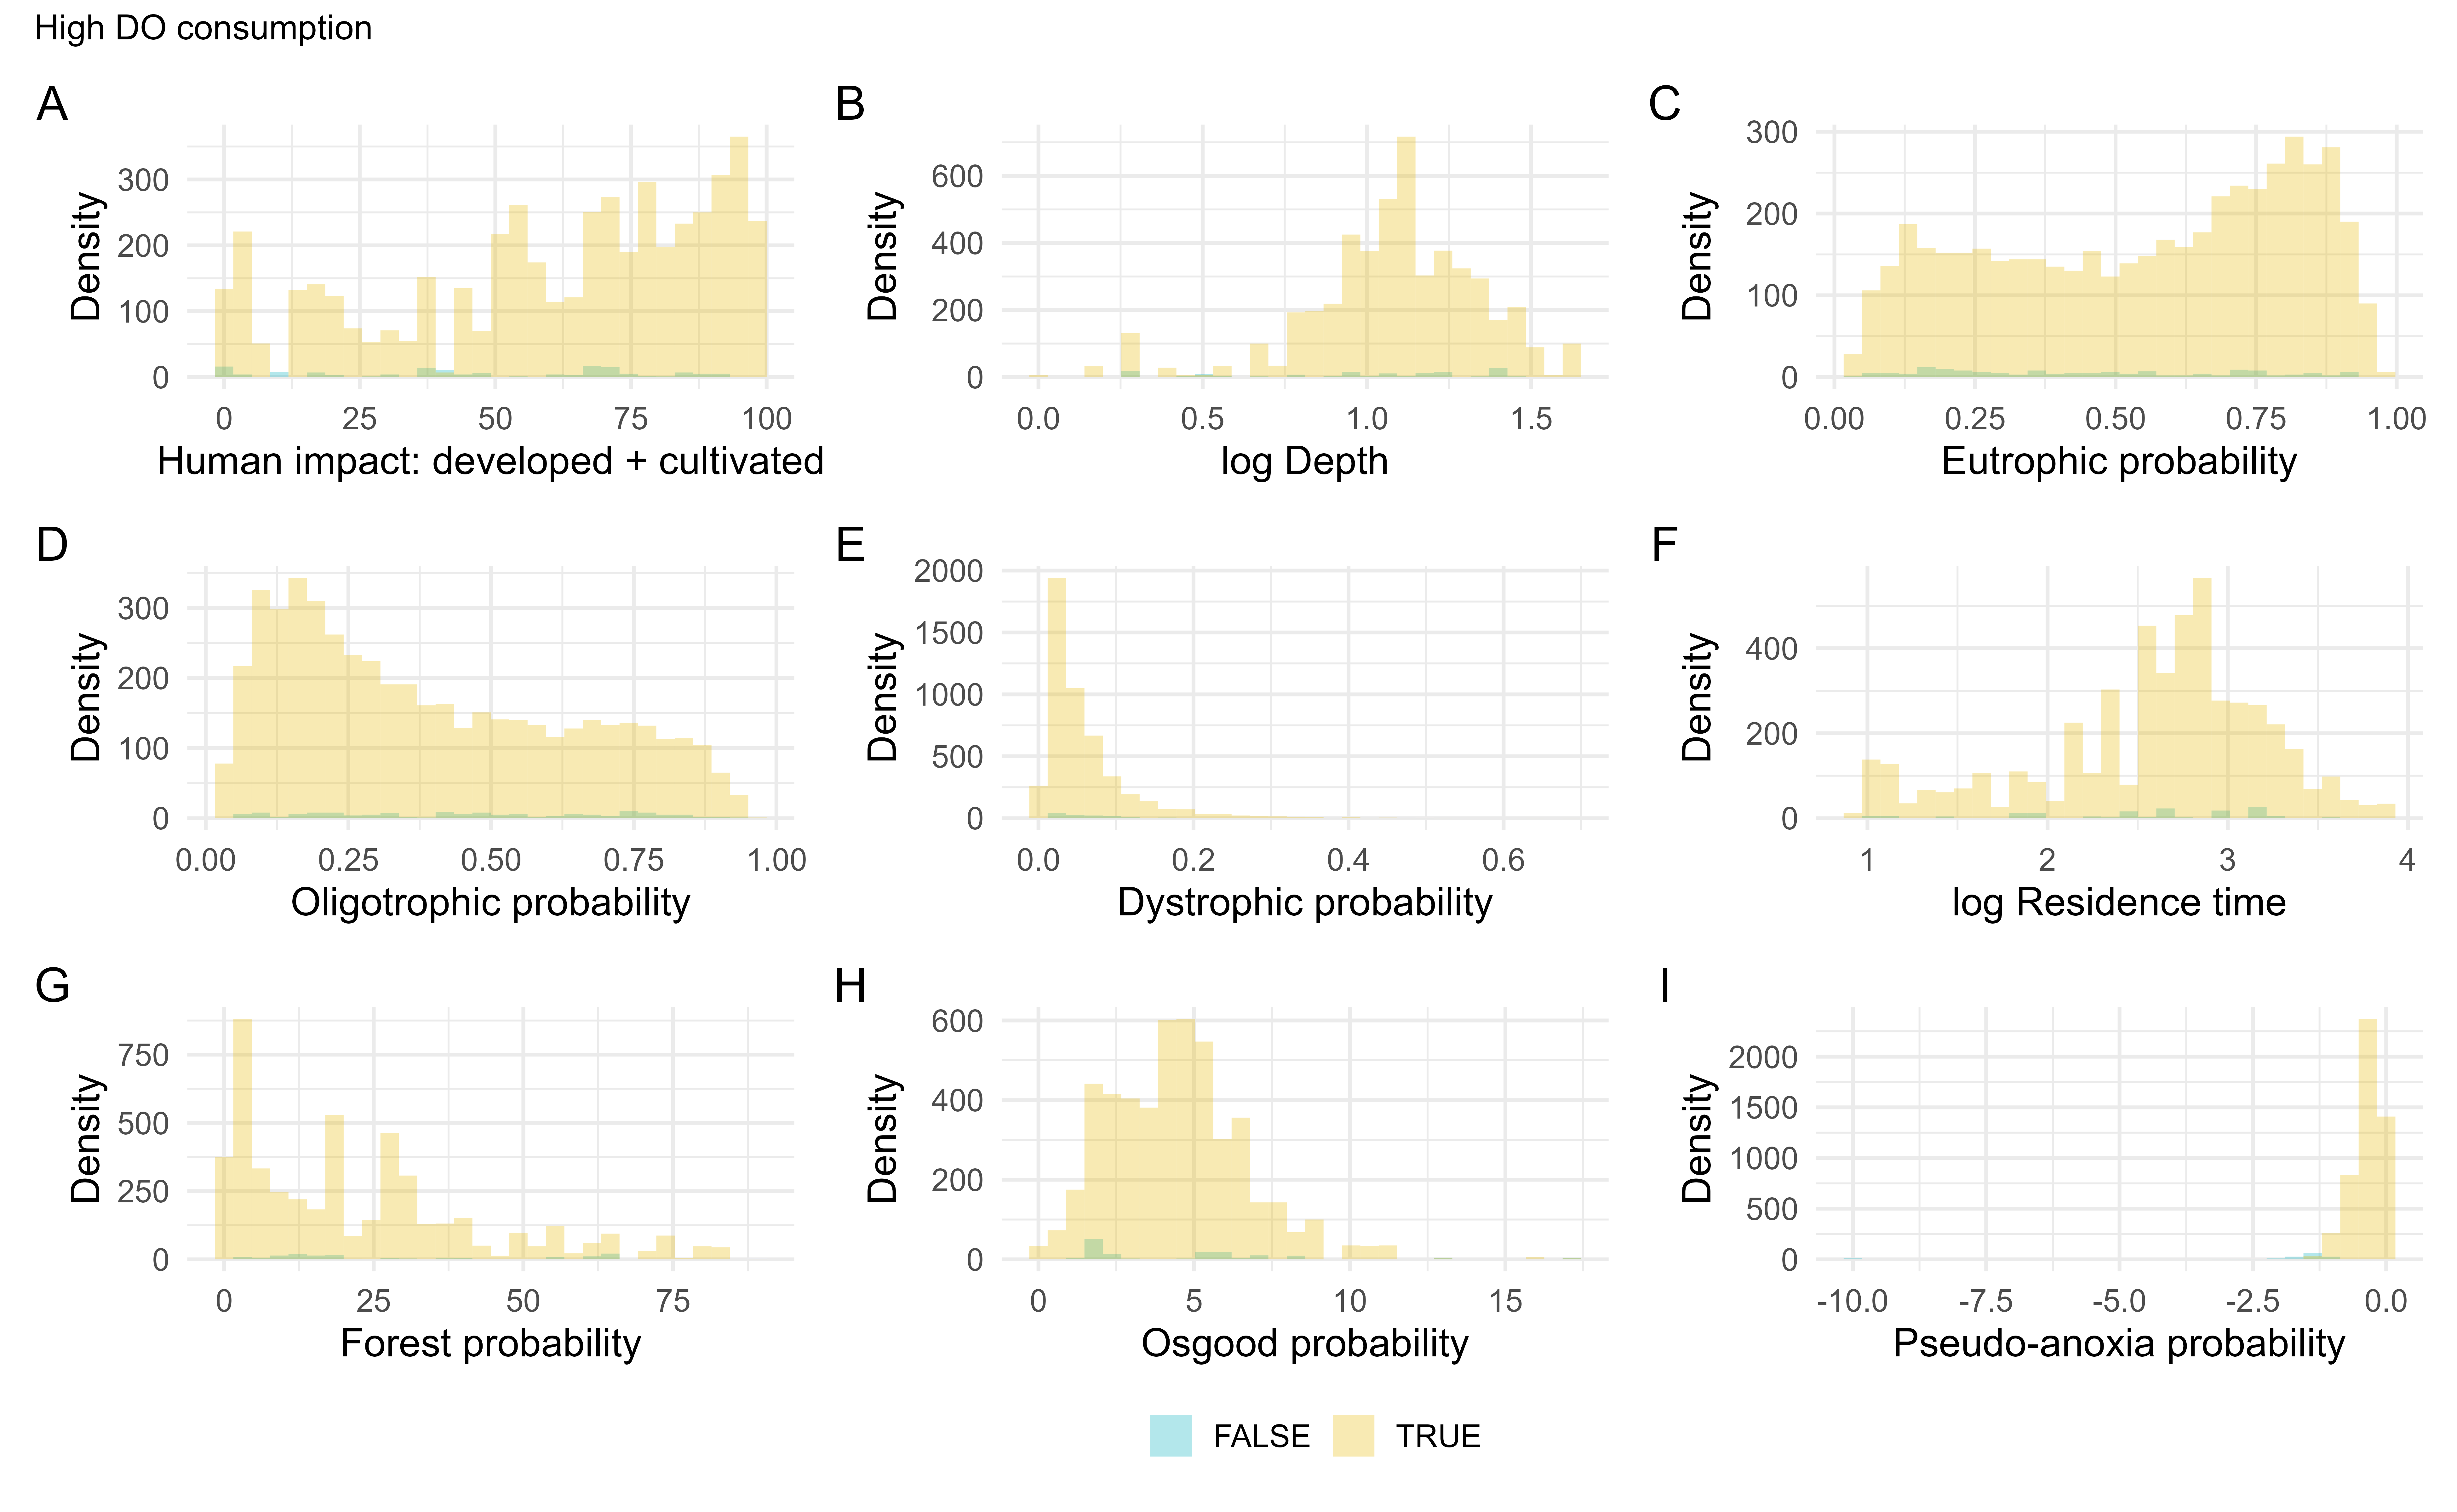 High DO consumption
A
B
C
Density
300
200
100
0
0 25 50 75 100
Human impact: developed + cultivated
Density
600
400
200
0
0.0 0.5 1.0 1.5
log Depth
Density
300
200
100
0
0.00 0.25 0.50 0.75 1.00
Eutrophic probability
D
E
F
Density
300
200
100
0
0.00 0.25 0.50 0.75 1.00
Oligotrophic probability
Density
2000
1500
1000
500
0
0.0 0.2 0.4 0.6
Dystrophic probability
Density
400
200
0
1 2 3 4
log Residence time
G
H
I
Density
750
500
250
0
0 25 50 75
Forest probability
Density
600
400
200
0
0 5 10 15
Osgood probability
Density
2000
1500
1000
500
0
-10.0 -7.5 -5.0 -2.5 0.0
Pseudo-anoxia probability
FALSE TRUE